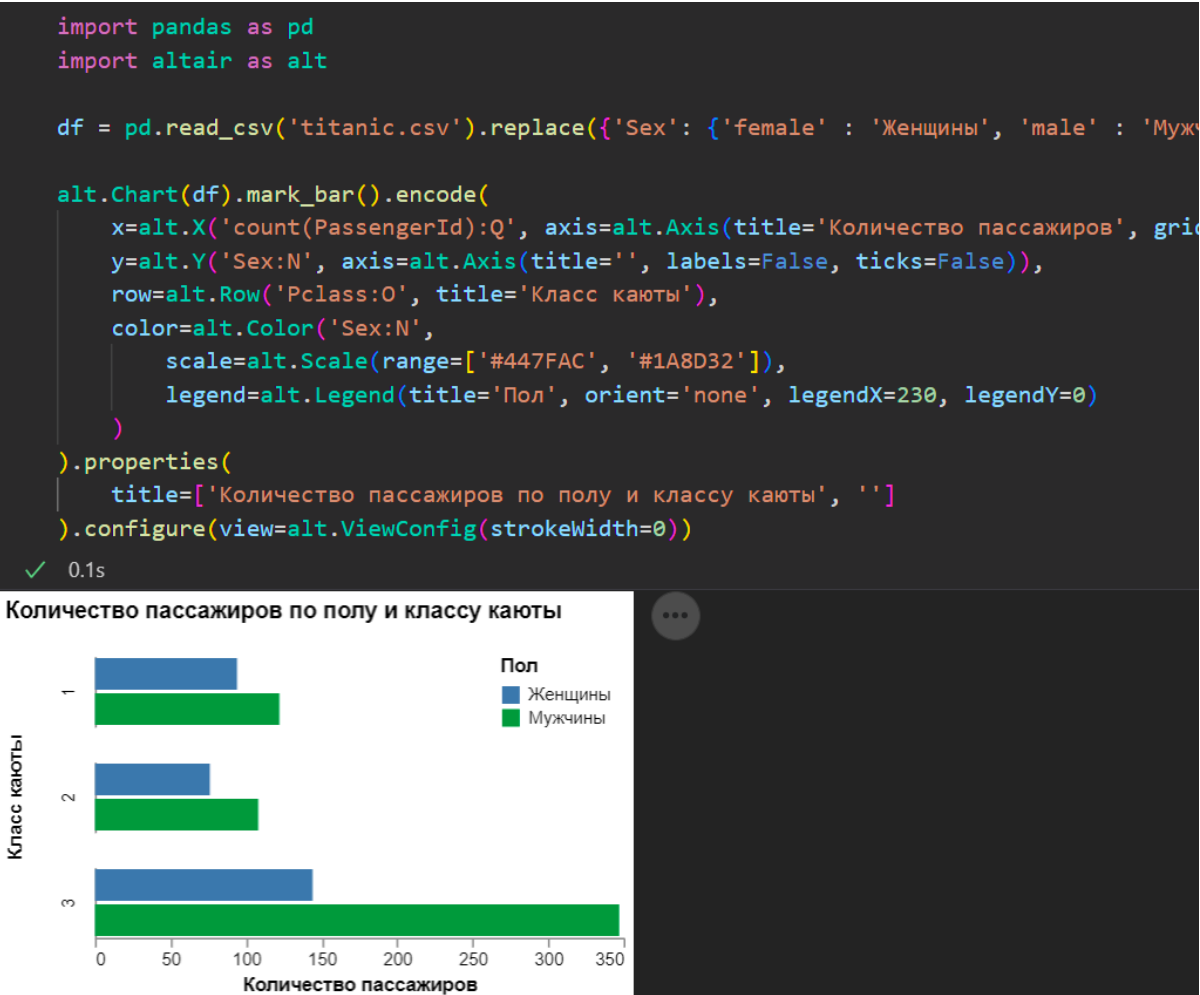 import pandas as pd
import altair as alt
df = pd.read_csv('titanic.csv').replace({'Sex': {'female' : 'Женщины', 'male' : 'Муж
alt.Chart(df).mark_bar().encode(
x=alt.X('count(PassengerId):Q', axis=alt.Axis(title='Количество пассажиров', grid
y=alt.Y('Sex:N', axis=alt.Axis(title='', labels=False, ticks=False)),
row=alt.Row('Pclass:O', title='Класс каюты'),
color=alt.Color('Sex:N',
scale=alt.Scale(range=['#447FAC', '#1A8D32']),
legend=alt.Legend(title='Пол', orient='none', legendX=230, legendY=0)
)
).properties(
title=['Количество пассажиров по полу и классу каюты', '']
).configure(view=alt.ViewConfig(strokeWidth=0))
0.1s
Количество пассажиров по полу и классу каюты
Пол
Женщины
Мужчины
Класс каюты
1
2
3
0 50 100 150 200 250 300 350
Количество пассажиров